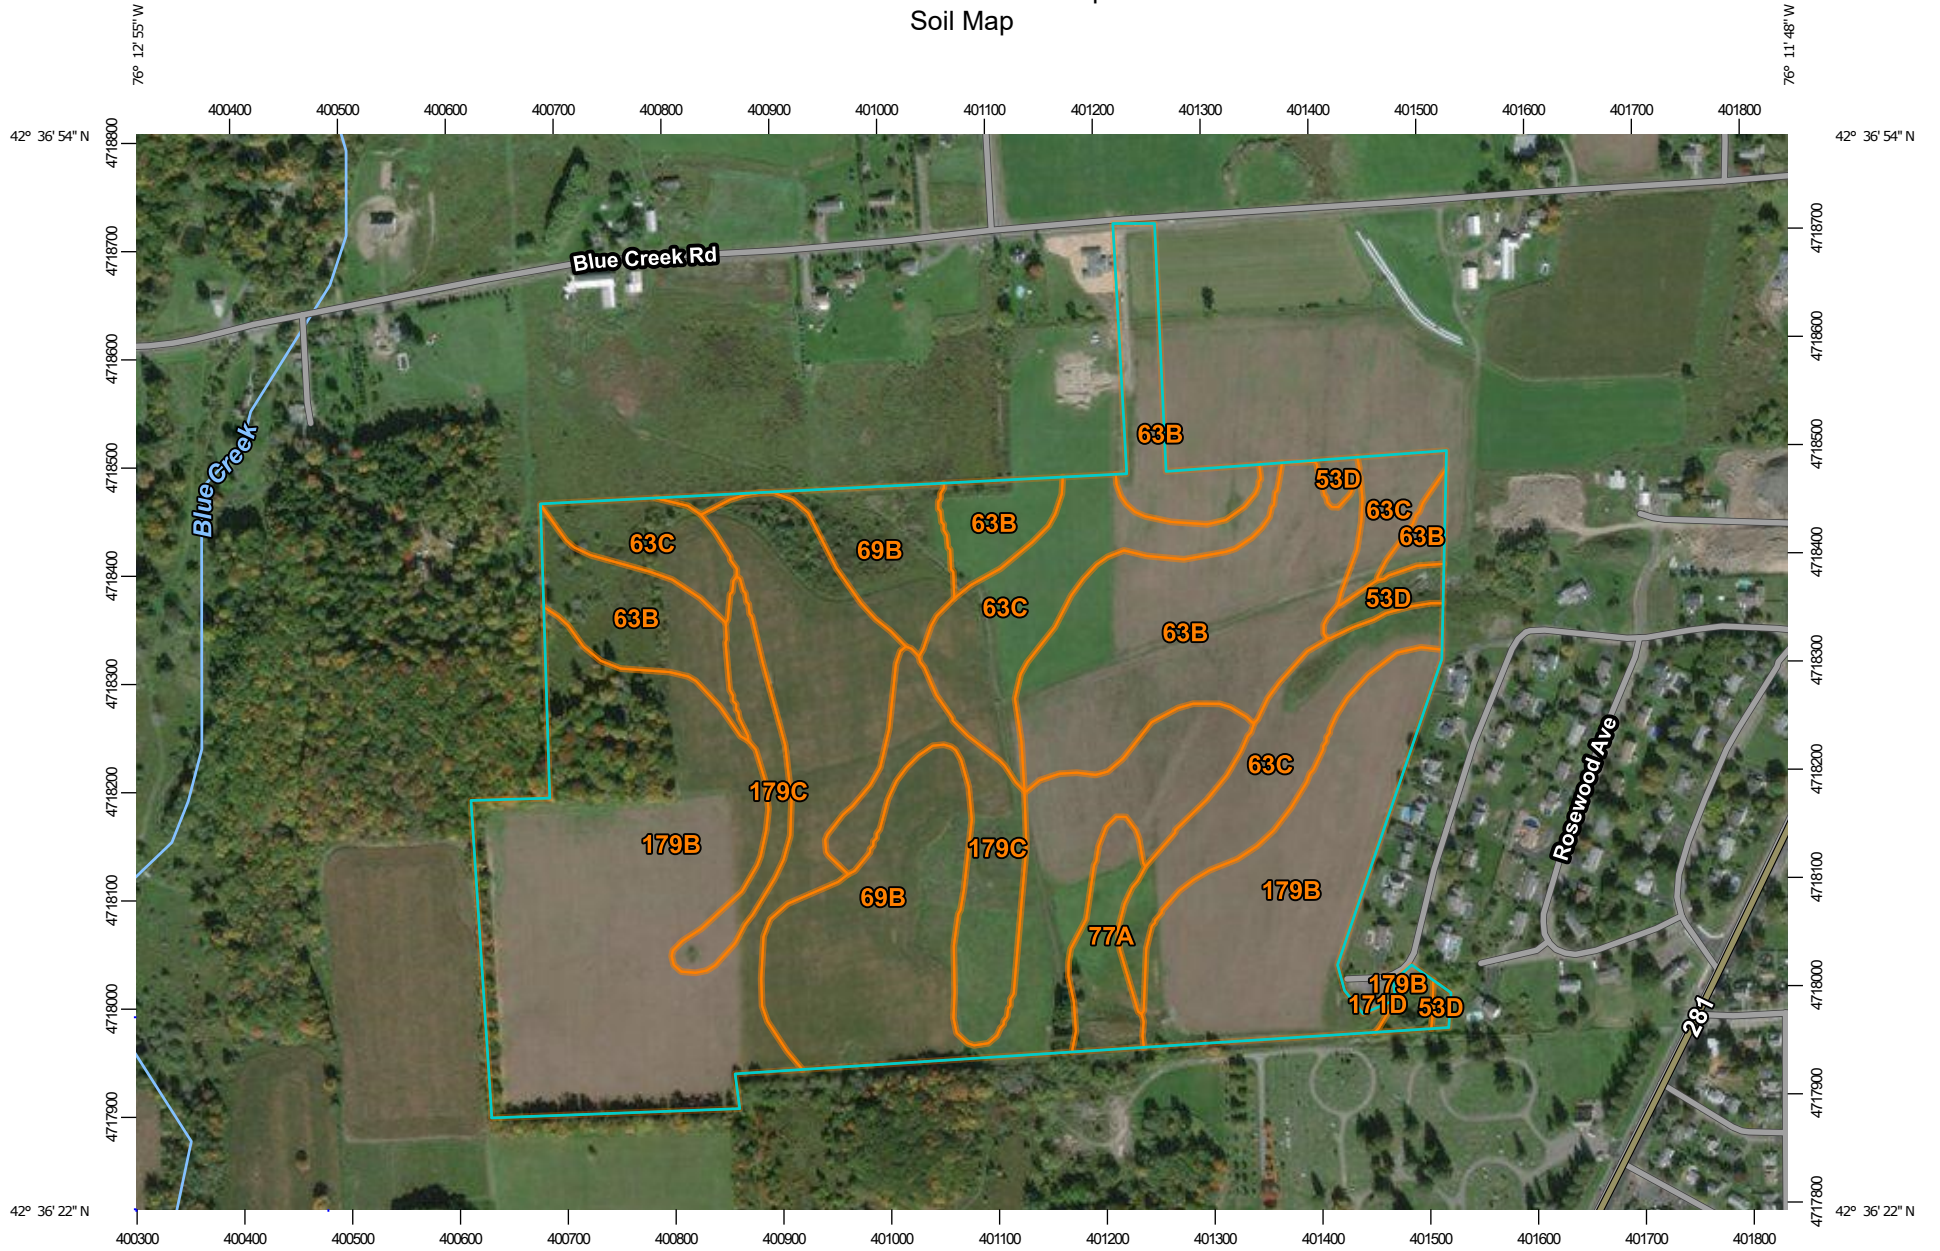 Soil Map
76° 12' 55" W
76° 11' 48" W
400400 400500 400600 400700 400800 400900 401000 401100 401200 401300 401400 401500 401600 401700 401800
42° 36' 54" N
42° 36' 54" N
4718800
4718700
4718600
4718500
4718400
4718300
4718200
4718100
4718000
4717900
4718700
4718600
4718500
4718400
4718300
4718200
4718100
4718000
4717900
4717800
Blue Creek Rd
Blue Creek
63B
53D
63C
63B
63C
69B
63B
53D
63C
63B
63B
179C
63C
179B
179C
69B
179B
77A
179B
171D
53D
Rosewood Ave
281
42° 36' 22" N
42° 36' 22" N
400300 400400 400500 400600 400700 400800 400900 401000 401100 401200 401300 401400 401500 401600 401700 401800